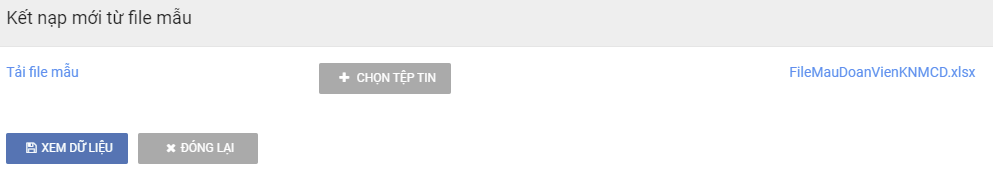 Kết nạp mới từ file mẫu
Tải file mẫu
CHỌN TỆP TIN
FileMauDoanVienKNMCD.xlsx
XEM DỮ LIỆU
ĐÓNG LẠI